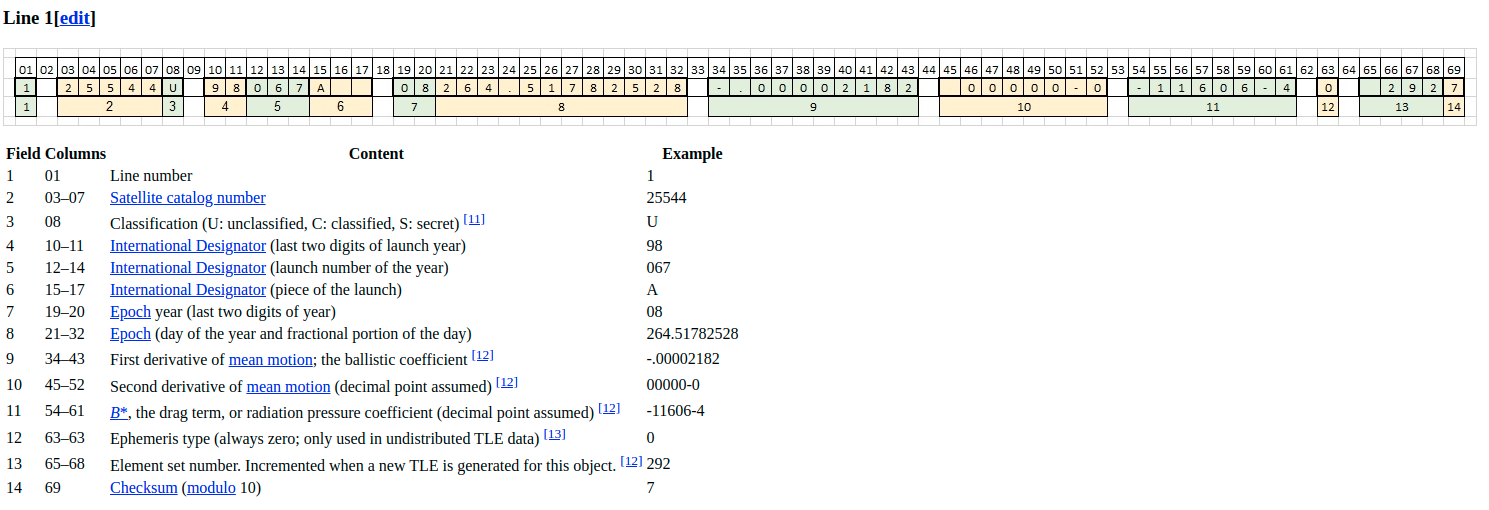 Line 1[edit]
01 02 03 04 05 06 07 08 09 10 11 12 13 14 15 16 17 18 19 20 21 22 23 24 25 26 27 28 29 30 31 32 33 34 35 36 37 38 39 40 41 42 43 44 45 46 47 48 49 50 51 52 53 54 55 56 57 58 59 60 61 62 63 64 65 66 67 68 69
1 2 5 5 4 4 U 9 8 0 6 7 A 0 8 2 6 4 . 5 1 7 8 2 5 2 8 - . 0 0 0 0 2 1 8 2 0 0 0 0 0 - 0 - 1 1 6 0 6 - 4 0 2 9 2 7
1 2 3 4 5 6 7 8 9 10 11 12 13 14
Field Columns Content Example
1 01 Line number 1
2 03–07 Satellite catalog number 25544
3 08 Classification (U: unclassified, C: classified, S: secret) [11] U
4 10–11 International Designator (last two digits of launch year) 98
5 12–14 International Designator (launch number of the year) 067
6 15–17 International Designator (piece of the launch) A
7 19–20 Epoch year (last two digits of year) 08
8 21–32 Epoch (day of the year and fractional portion of the day) 264.51782528
9 34–43 First derivative of mean motion; the ballistic coefficient [12] -.00002182
10 45–52 Second derivative of mean motion (decimal point assumed) [12] 00000-0
11 54–61 B*, the drag term, or radiation pressure coefficient (decimal point assumed) [12] -11606-4
12 63–63 Ephemeris type (always zero; only used in undistributed TLE data) [13] 0
13 65–68 Element set number. Incremented when a new TLE is generated for this object. [12] 292
14 69 Checksum (modulo 10) 7